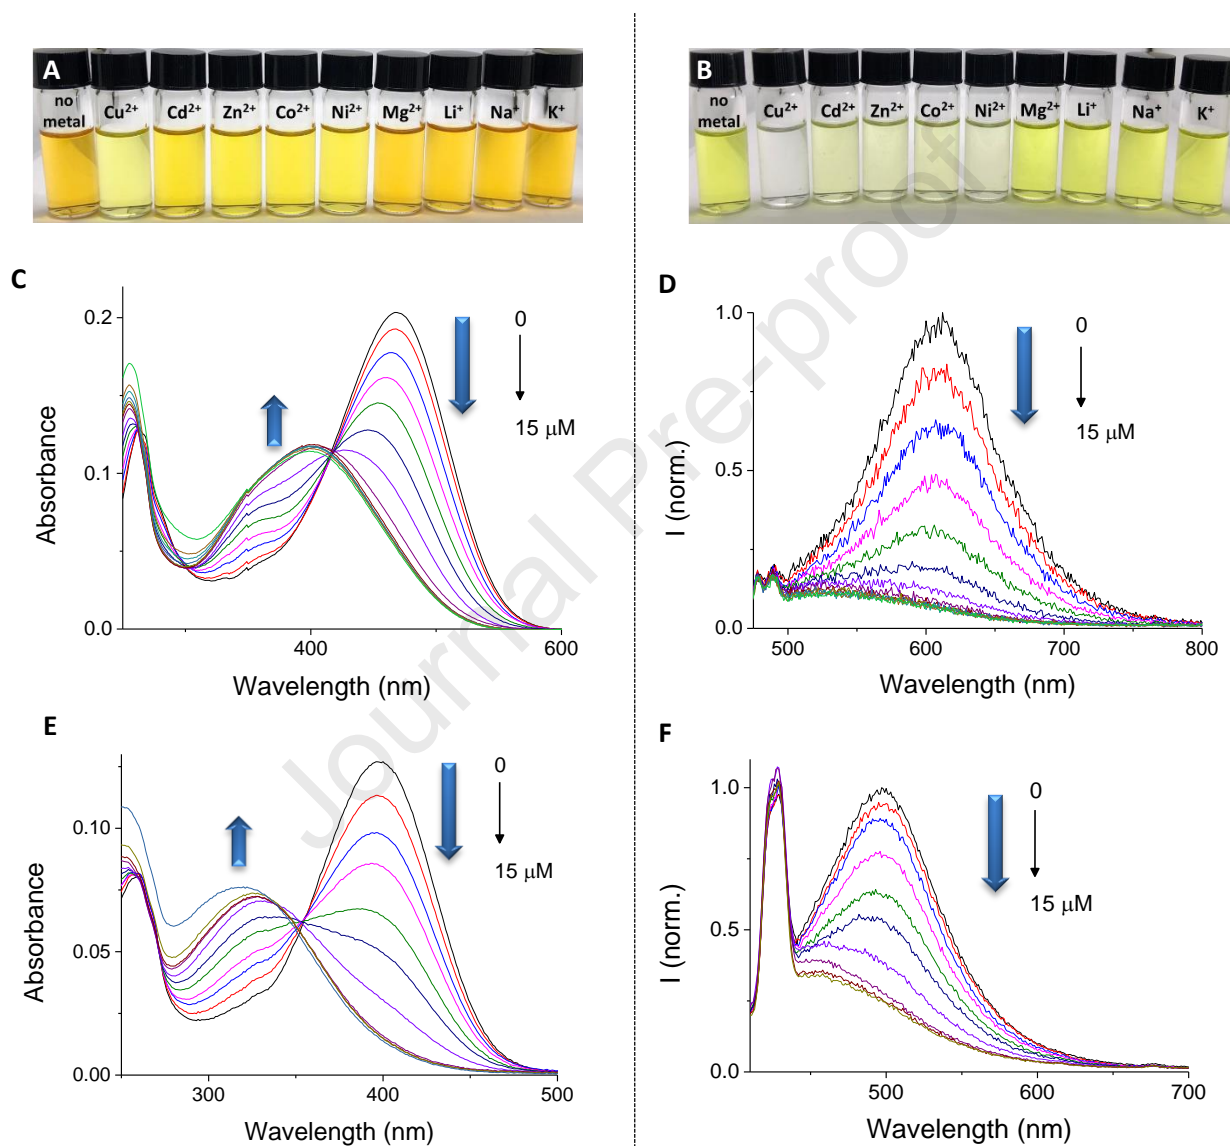 A
no metal
Cu²⁺
Cd²⁺
Zn²⁺
Co²⁺
Ni²⁺
Mg²⁺
Li⁺
Na⁺
K⁺
B
no metal
Cu²⁺
Cd²⁺
Zn²⁺
Co²⁺
Ni²⁺
Mg²⁺
Li⁺
Na⁺
K⁺
C
0.2
0.1
0.0
Absorbance
400
600
Wavelength (nm)
0
15 μM
D
1.0
0.5
0.0
I (norm.)
500
600
700
800
Wavelength (nm)
0
15 μM
E
0.10
0.05
0.00
Absorbance
300
400
500
Wavelength (nm)
0
15 μM
F
1.0
0.5
0.0
I (norm.)
500
600
700
Wavelength (nm)
0
15 μM
Journal Pre-proof